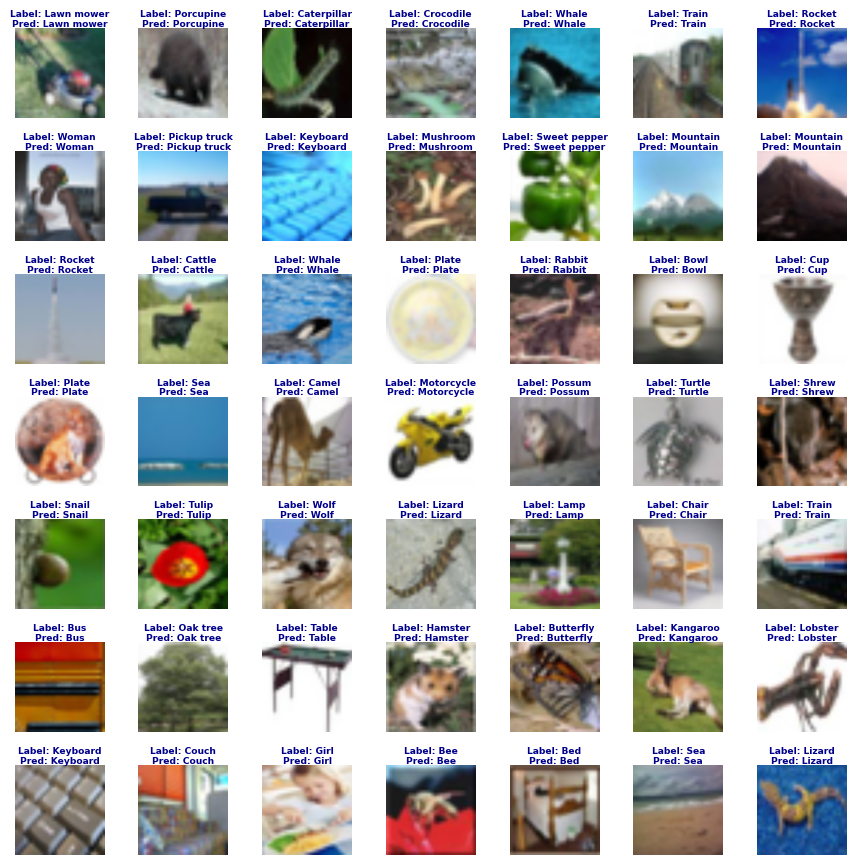 Label: Lawn mower
Pred: Lawn mower
Label: Porcupine
Pred: Porcupine
Label: Caterpillar
Pred: Caterpillar
Label: Crocodile
Pred: Crocodile
Label: Whale
Pred: Whale
Label: Train
Pred: Train
Label: Rocket
Pred: Rocket
Label: Woman
Pred: Woman
Label: Pickup truck
Pred: Pickup truck
Label: Keyboard
Pred: Keyboard
Label: Mushroom
Pred: Mushroom
Label: Sweet pepper
Pred: Sweet pepper
Label: Mountain
Pred: Mountain
Label: Mountain
Pred: Mountain
Label: Rocket
Pred: Rocket
Label: Cattle
Pred: Cattle
Label: Whale
Pred: Whale
Label: Plate
Pred: Plate
Label: Rabbit
Pred: Rabbit
Label: Bowl
Pred: Bowl
Label: Cup
Pred: Cup
Label: Plate
Pred: Plate
Label: Sea
Pred: Sea
Label: Camel
Pred: Camel
Label: Motorcycle
Pred: Motorcycle
Label: Possum
Pred: Possum
Label: Turtle
Pred: Turtle
Label: Shrew
Pred: Shrew
Label: Snail
Pred: Snail
Label: Tulip
Pred: Tulip
Label: Wolf
Pred: Wolf
Label: Lizard
Pred: Lizard
Label: Lamp
Pred: Lamp
Label: Chair
Pred: Chair
Label: Train
Pred: Train
Label: Bus
Pred: Bus
Label: Oak tree
Pred: Oak tree
Label: Table
Pred: Table
Label: Hamster
Pred: Hamster
Label: Butterfly
Pred: Butterfly
Label: Kangaroo
Pred: Kangaroo
Label: Lobster
Pred: Lobster
Label: Keyboard
Pred: Keyboard
Label: Couch
Pred: Couch
Label: Girl
Pred: Girl
Label: Bee
Pred: Bee
Label: Bed
Pred: Bed
Label: Sea
Pred: Sea
Label: Lizard
Pred: Lizard